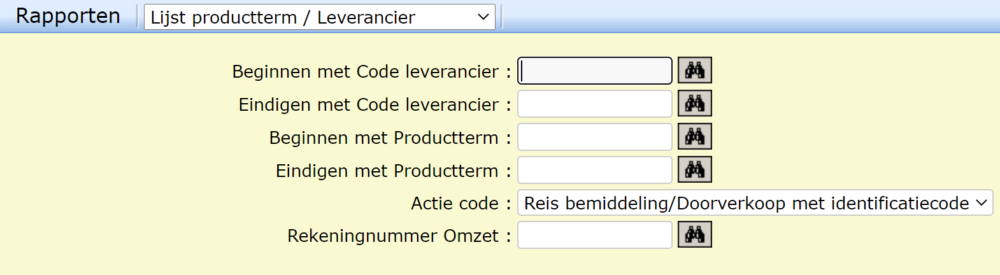 Rapporten Lijst productterm / Leverancier
Beginnen met Code leverancier :
Eindigen met Code leverancier :
Beginnen met Productterm :
Eindigen met Productterm :
Actie code : Reis bemiddeling/Doorverkoop met identificatiecode
Rekeningnummer Omzet :